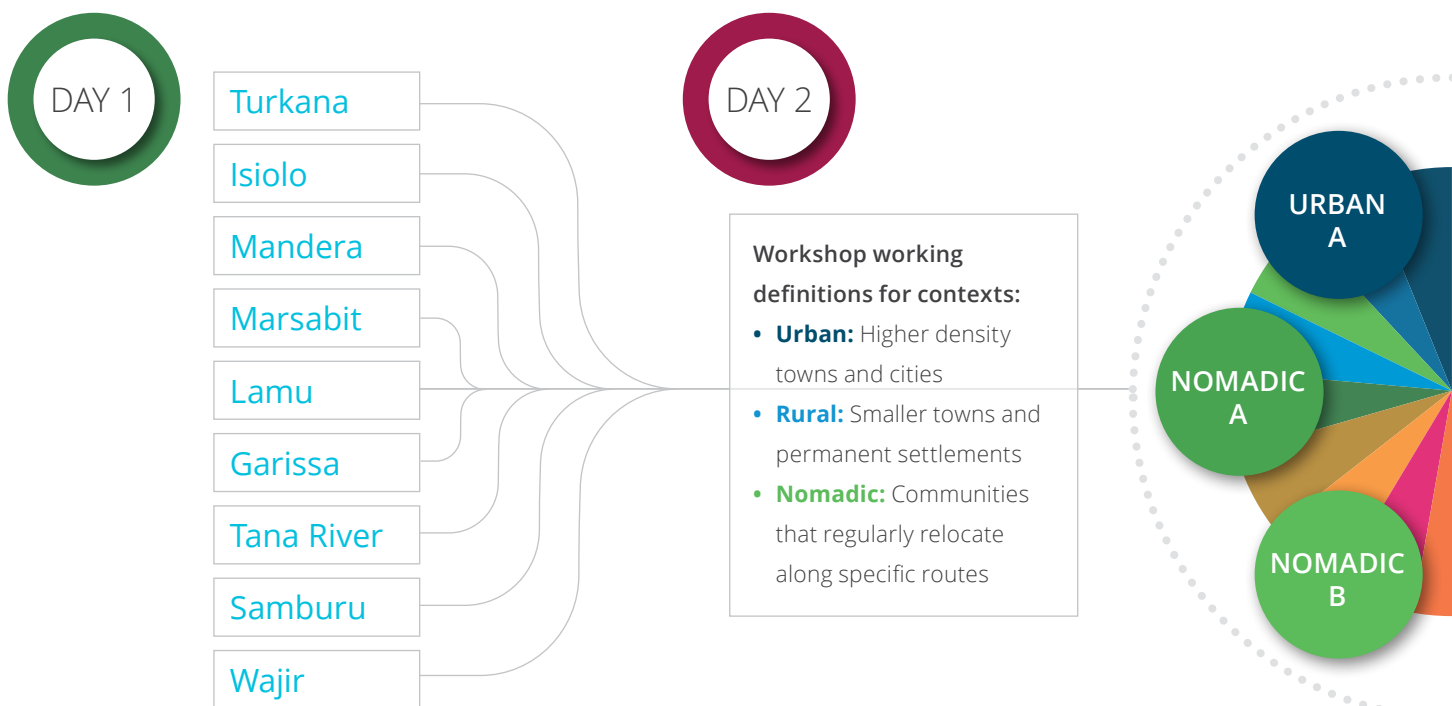 DAY 1
Turkana
Isiolo
Mandera
Marsabit
Lamu
Garissa
Tana River
Samburu
Wajir
DAY 2
Workshop working
definitions for contexts:
• Urban: Higher density
towns and cities
• Rural: Smaller towns and
permanent settlements
• Nomadic: Communities
that regularly relocate
along specific routes
URBAN
A
NOMADIC
A
NOMADIC
B